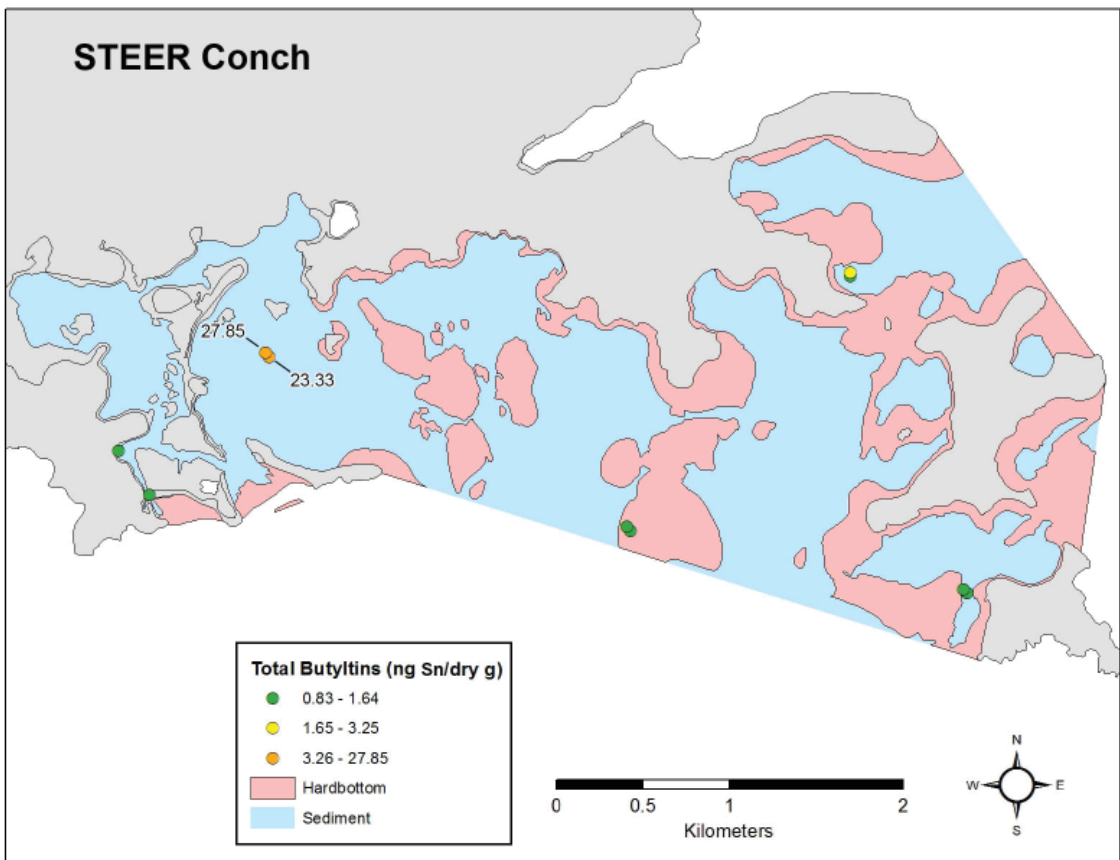 STEER Conch
27.85
23.33
Total Butyltins (ng Sn/dry g)
0.83 - 1.64
1.65 - 3.25
3.26 - 27.85
Hardbottom
Sediment
0 0.5 1 2
Kilometers
N
W E
S